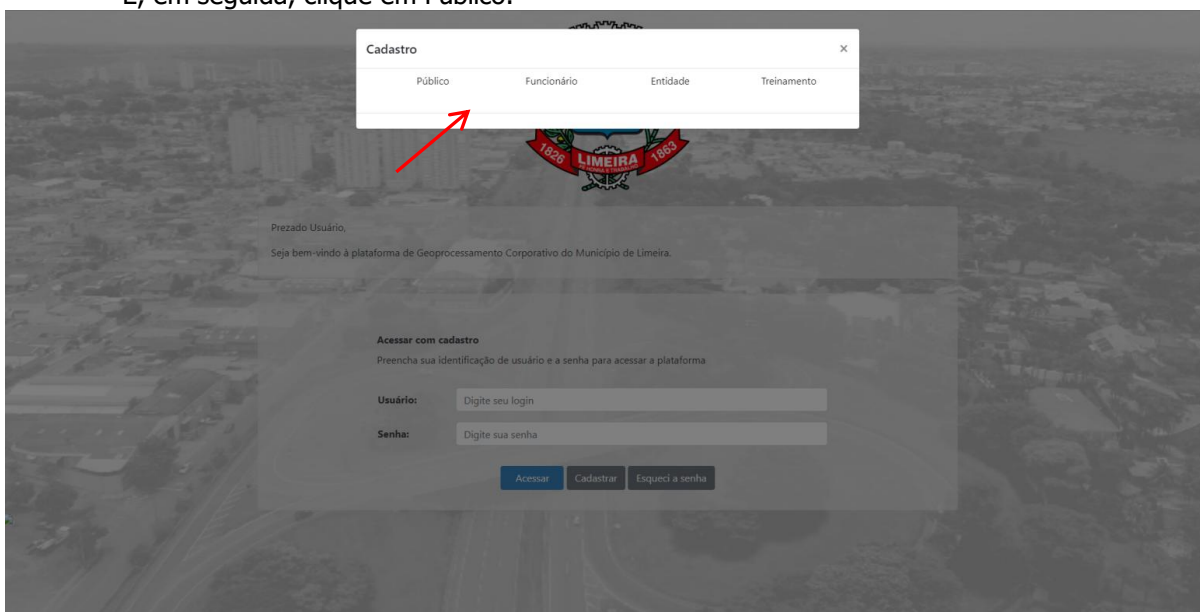 E, em seguida, clique em Público:
Cadastro ×
Público Funcionário Entidade Treinamento
1826 LIMEIRA 1863
Prezado Usuário,
Seja bem-vindo à plataforma de Geoprocessamento Corporativo do Município de Limeira.
Acessar com cadastro
Preencha sua identificação de usuário e a senha para acessar a plataforma
Usuário: Digite seu login
Senha: Digite sua senha
Acessar Cadastrar Esqueci a senha